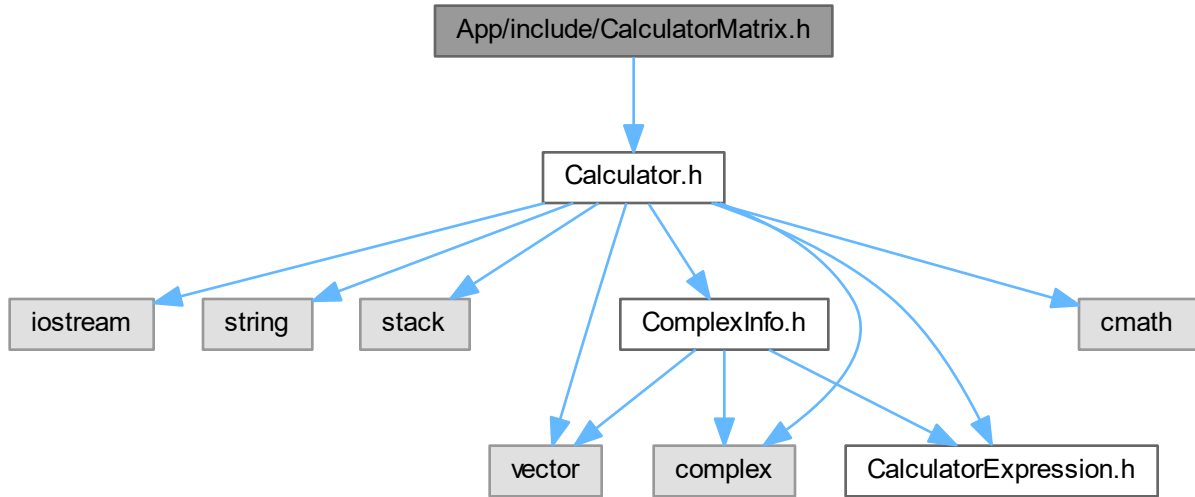 App/include/CalculatorMatrix.h
Calculator.h
iostream
string
stack
ComplexInfo.h
cmath
vector
complex
CalculatorExpression.h